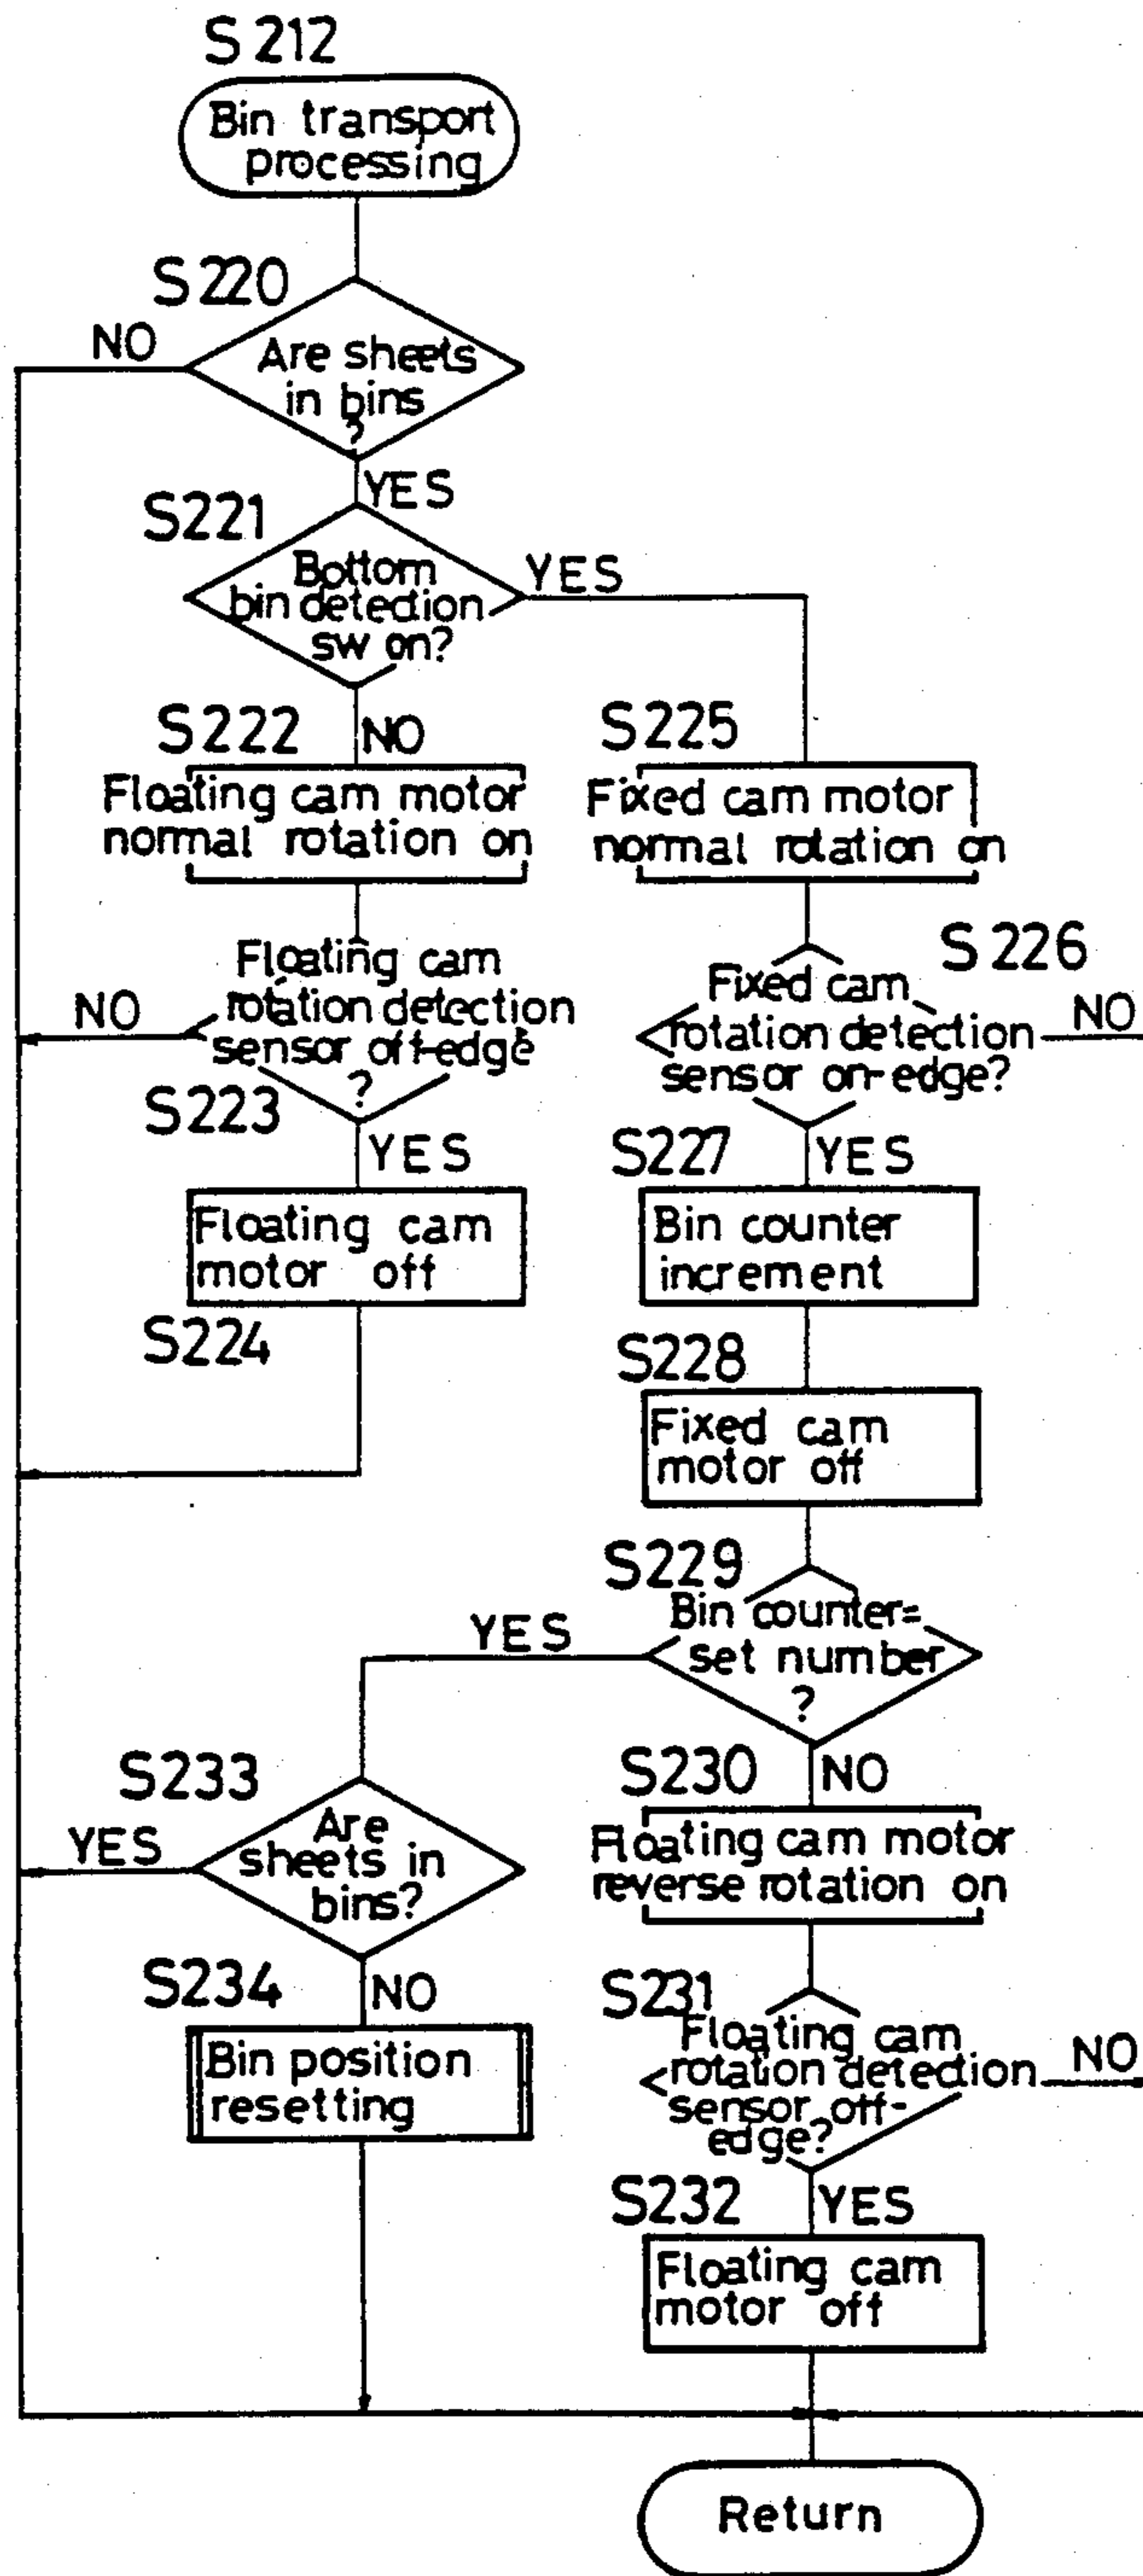 S212
Bin transport
processing
S220
NO
Are sheets
in bins
?
YES
S221
Bottom
bin detection
sw on?
YES
S222
NO
Floating cam motor
normal rotation on
S225
Fixed cam motor
normal rotation on
Floating cam
rotation detection
sensor off-edge
?
NO
S223
YES
S226
Fixed cam
rotation detection
sensor on-edge?
NO
S227
YES
Floating cam
motor off
S224
Bin counter
increment
S228
Fixed cam
motor off
S229
Bin counter=
set number
?
YES
S230
NO
S233
Are
sheets in
bins?
YES
Floating cam motor
reverse rotation on
S234
NO
Bin position
resetting
S231
Floating cam
rotation detection
sensor off-
edge?
NO
S232
YES
Floating cam
motor off
Return